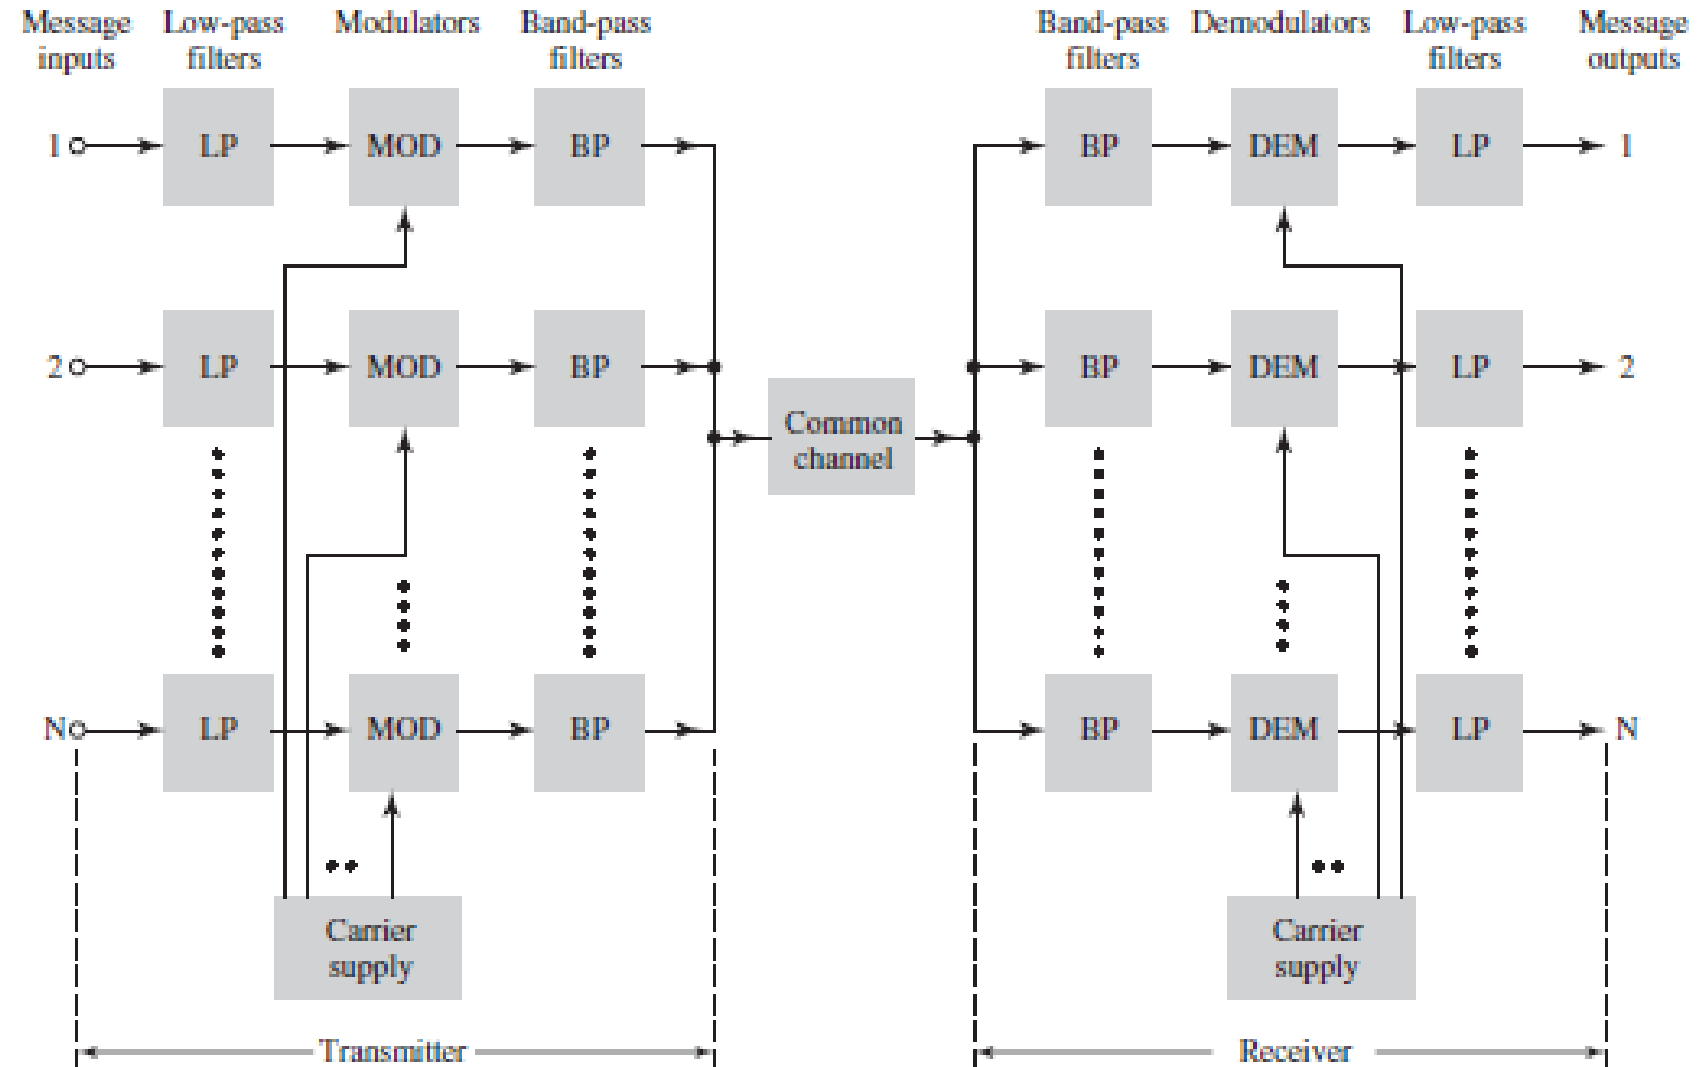 Message inputs
Low-pass filters
Modulators
Band-pass filters
Band-pass filters
Demodulators
Low-pass filters
Message outputs
1
LP
MOD
BP
BP
DEM
LP
1
2
LP
MOD
BP
Common channel
BP
DEM
LP
2
N
LP
MOD
BP
BP
DEM
LP
N
Carrier supply
Carrier supply
Transmitter
Receiver